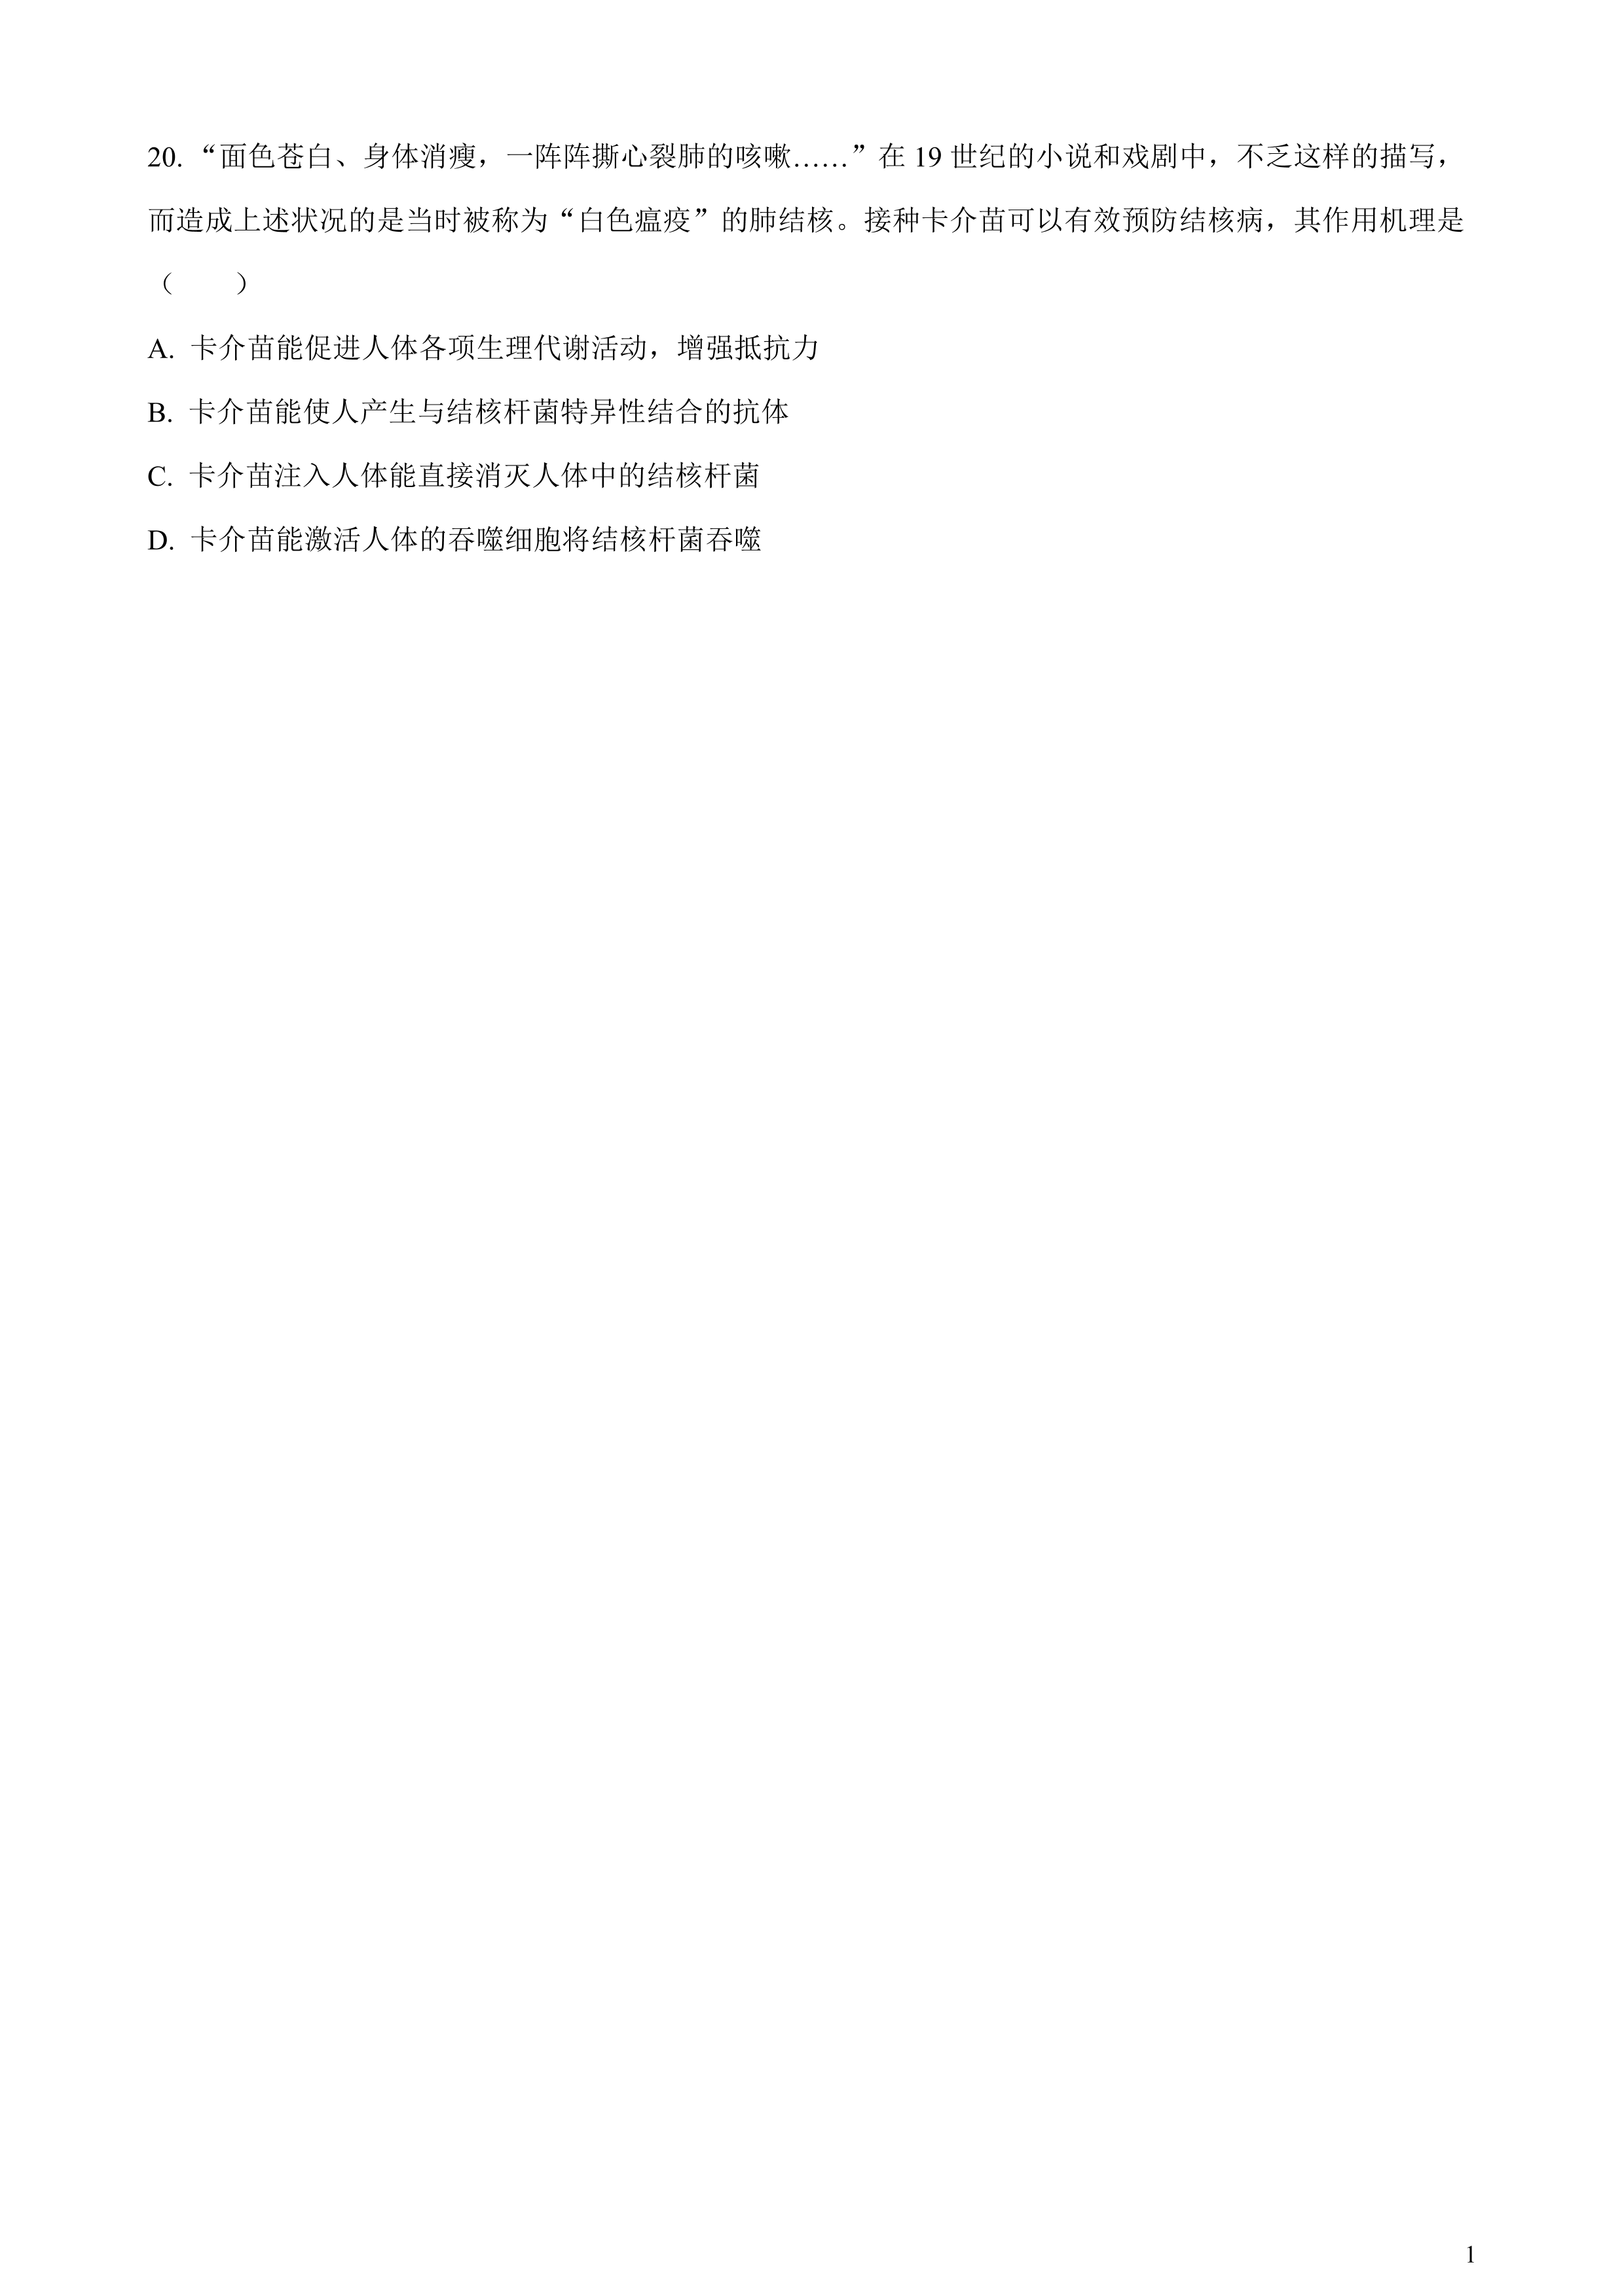 20. “面色苍白、身体消瘦，一阵阵撕心裂肺的咳嗽……”在 19 世纪的小说和戏剧中，不乏这样的描写，
而造成上述状况的是当时被称为“白色瘟疫”的肺结核。接种卡介苗可以有效预防结核病，其作用机理是
（　　）
A. 卡介苗能促进人体各项生理代谢活动，增强抵抗力
B. 卡介苗能使人产生与结核杆菌特异性结合的抗体
C. 卡介苗注入人体能直接消灭人体中的结核杆菌
D. 卡介苗能激活人体的吞噬细胞将结核杆菌吞噬
1